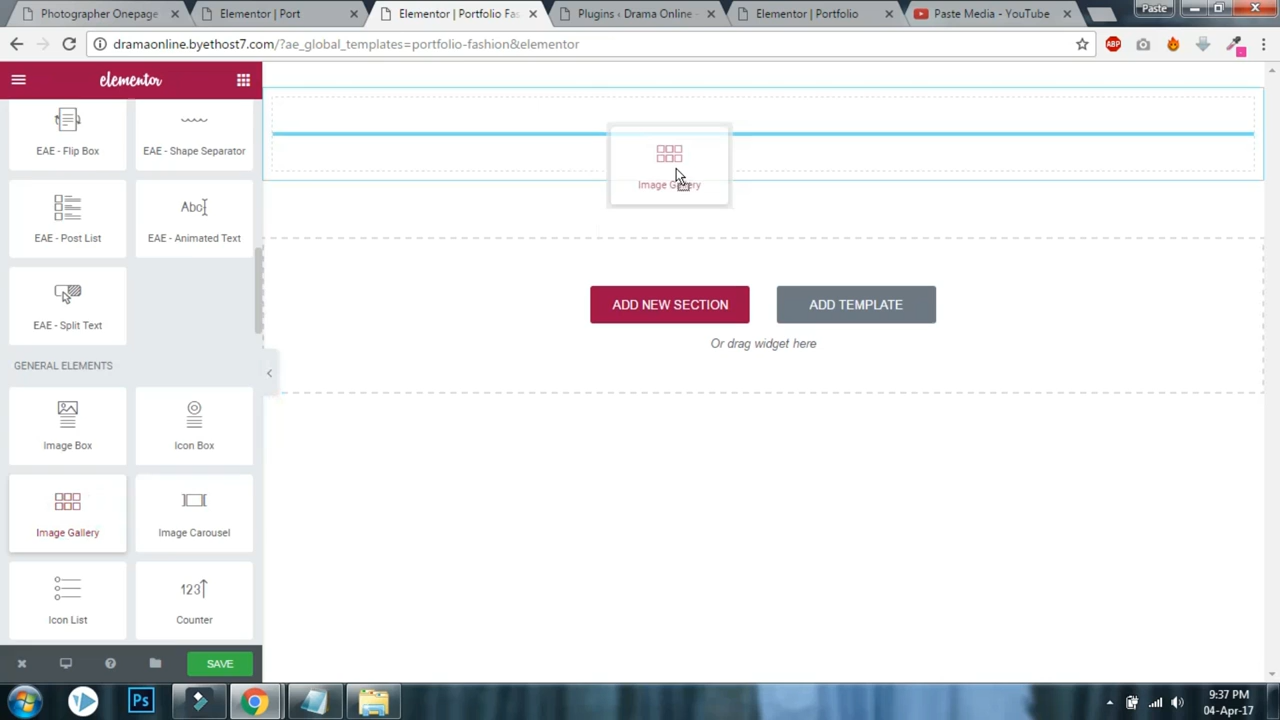 Photographer Onepage
Elementor | Port
Elementor | Portfolio Fas
Plugins ‹ Drama Online -
Elementor | Portfolio
Paste Media - YouTube
Paste
dramaonline.byethost7.com/?ae_global_templates=portfolio-fashion&elementor
ABP
elementor
EAE - Flip Box
EAE - Shape Separator
Abc
EAE - Post List
EAE - Animated Text
EAE - Split Text
GENERAL ELEMENTS
Image Box
Icon Box
Image Gallery
Image Carousel
123
Icon List
Counter
SAVE
Image Gallery
ADD NEW SECTION
ADD TEMPLATE
Or drag widget here
Ps
9:37 PM
04-Apr-17